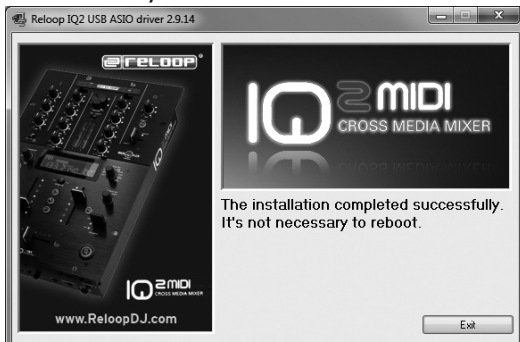 Reloop IQ2 USB ASIO driver 2.9.14
reloop
IQ2 MIDI
CROSS MEDIA MIXER
www.ReloopDJ.com
IQ2 MIDI
CROSS MEDIA MIXER
The installation completed successfully.
It's not necessary to reboot.
Exit